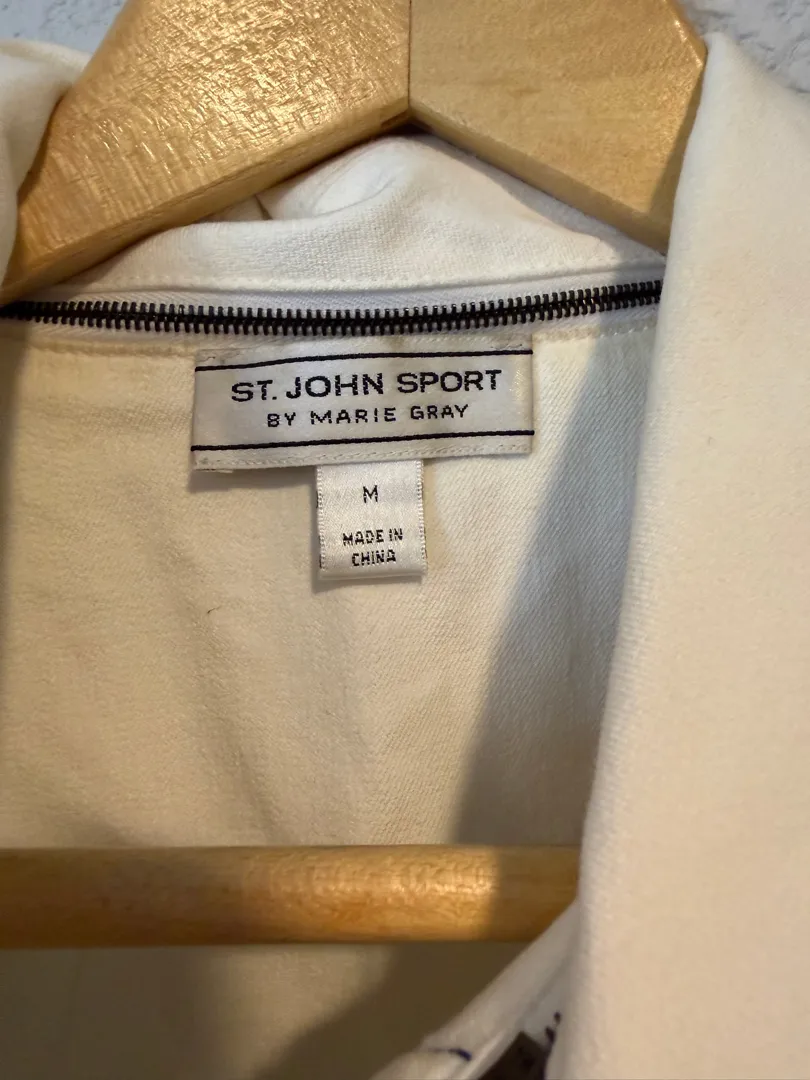 ST. JOHN SPORT
BY MARIE GRAY
M
MADE IN
CHINA